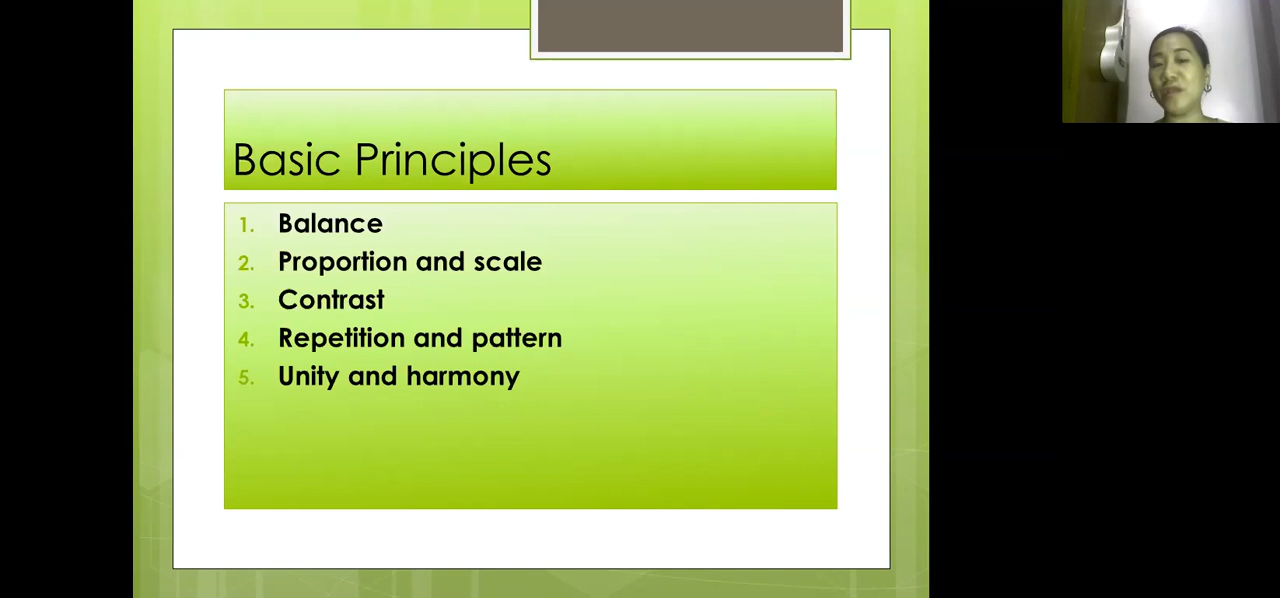 Basic Principles
1. Balance
2. Proportion and scale
3. Contrast
4. Repetition and pattern
5. Unity and harmony